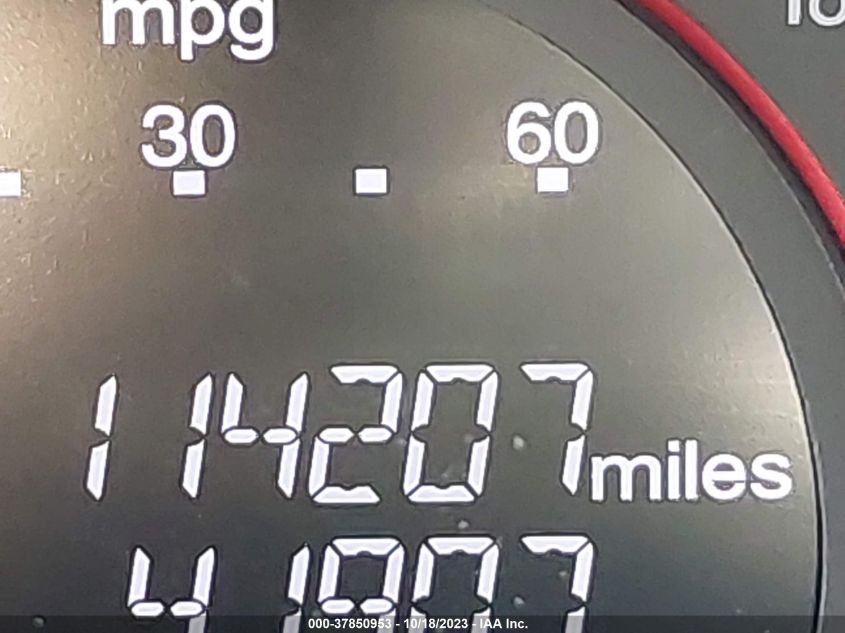 mpg
30 60
114207 miles
000-37850953 - 10/18/2023 - IAA Inc.